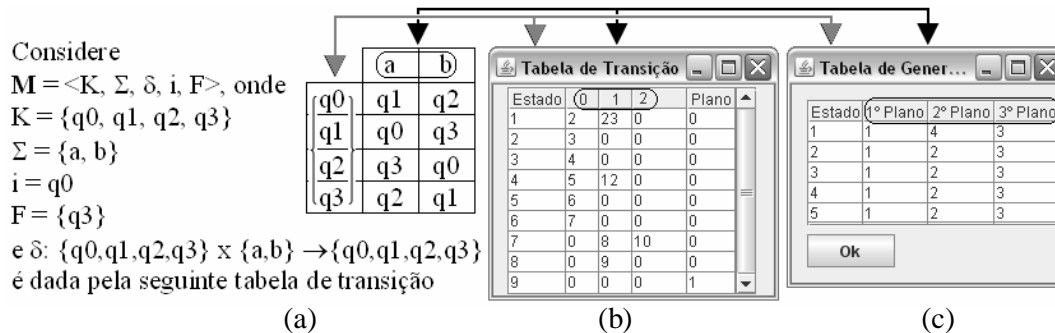 Considere
M = <K, Σ, δ, i, F>, onde
K = {q0, q1, q2, q3}
Σ = {a, b}
i = q0
F = {q3}
e δ: {q0,q1,q2,q3} x {a,b} →{q0,q1,q2,q3}
é dada pela seguinte tabela de transição
a b
q0 q1 q2
q1 q0 q3
q2 q3 q0
q3 q2 q1
(a)
Tabela de Transição
Estado 0 1 2 Plano
1 2 23 0 0
2 3 0 0 0
3 4 0 0 0
4 5 12 0 0
5 6 0 0 0
6 7 0 0 0
7 0 8 10 0
8 0 9 0 0
9 0 0 0 1
(b)
Tabela de Gener...
Estado 1º Plano 2º Plano 3º Plano
1 1 4 3
2 1 2 3
3 1 2 3
4 1 2 3
5 1 2 3
Ok
(c)